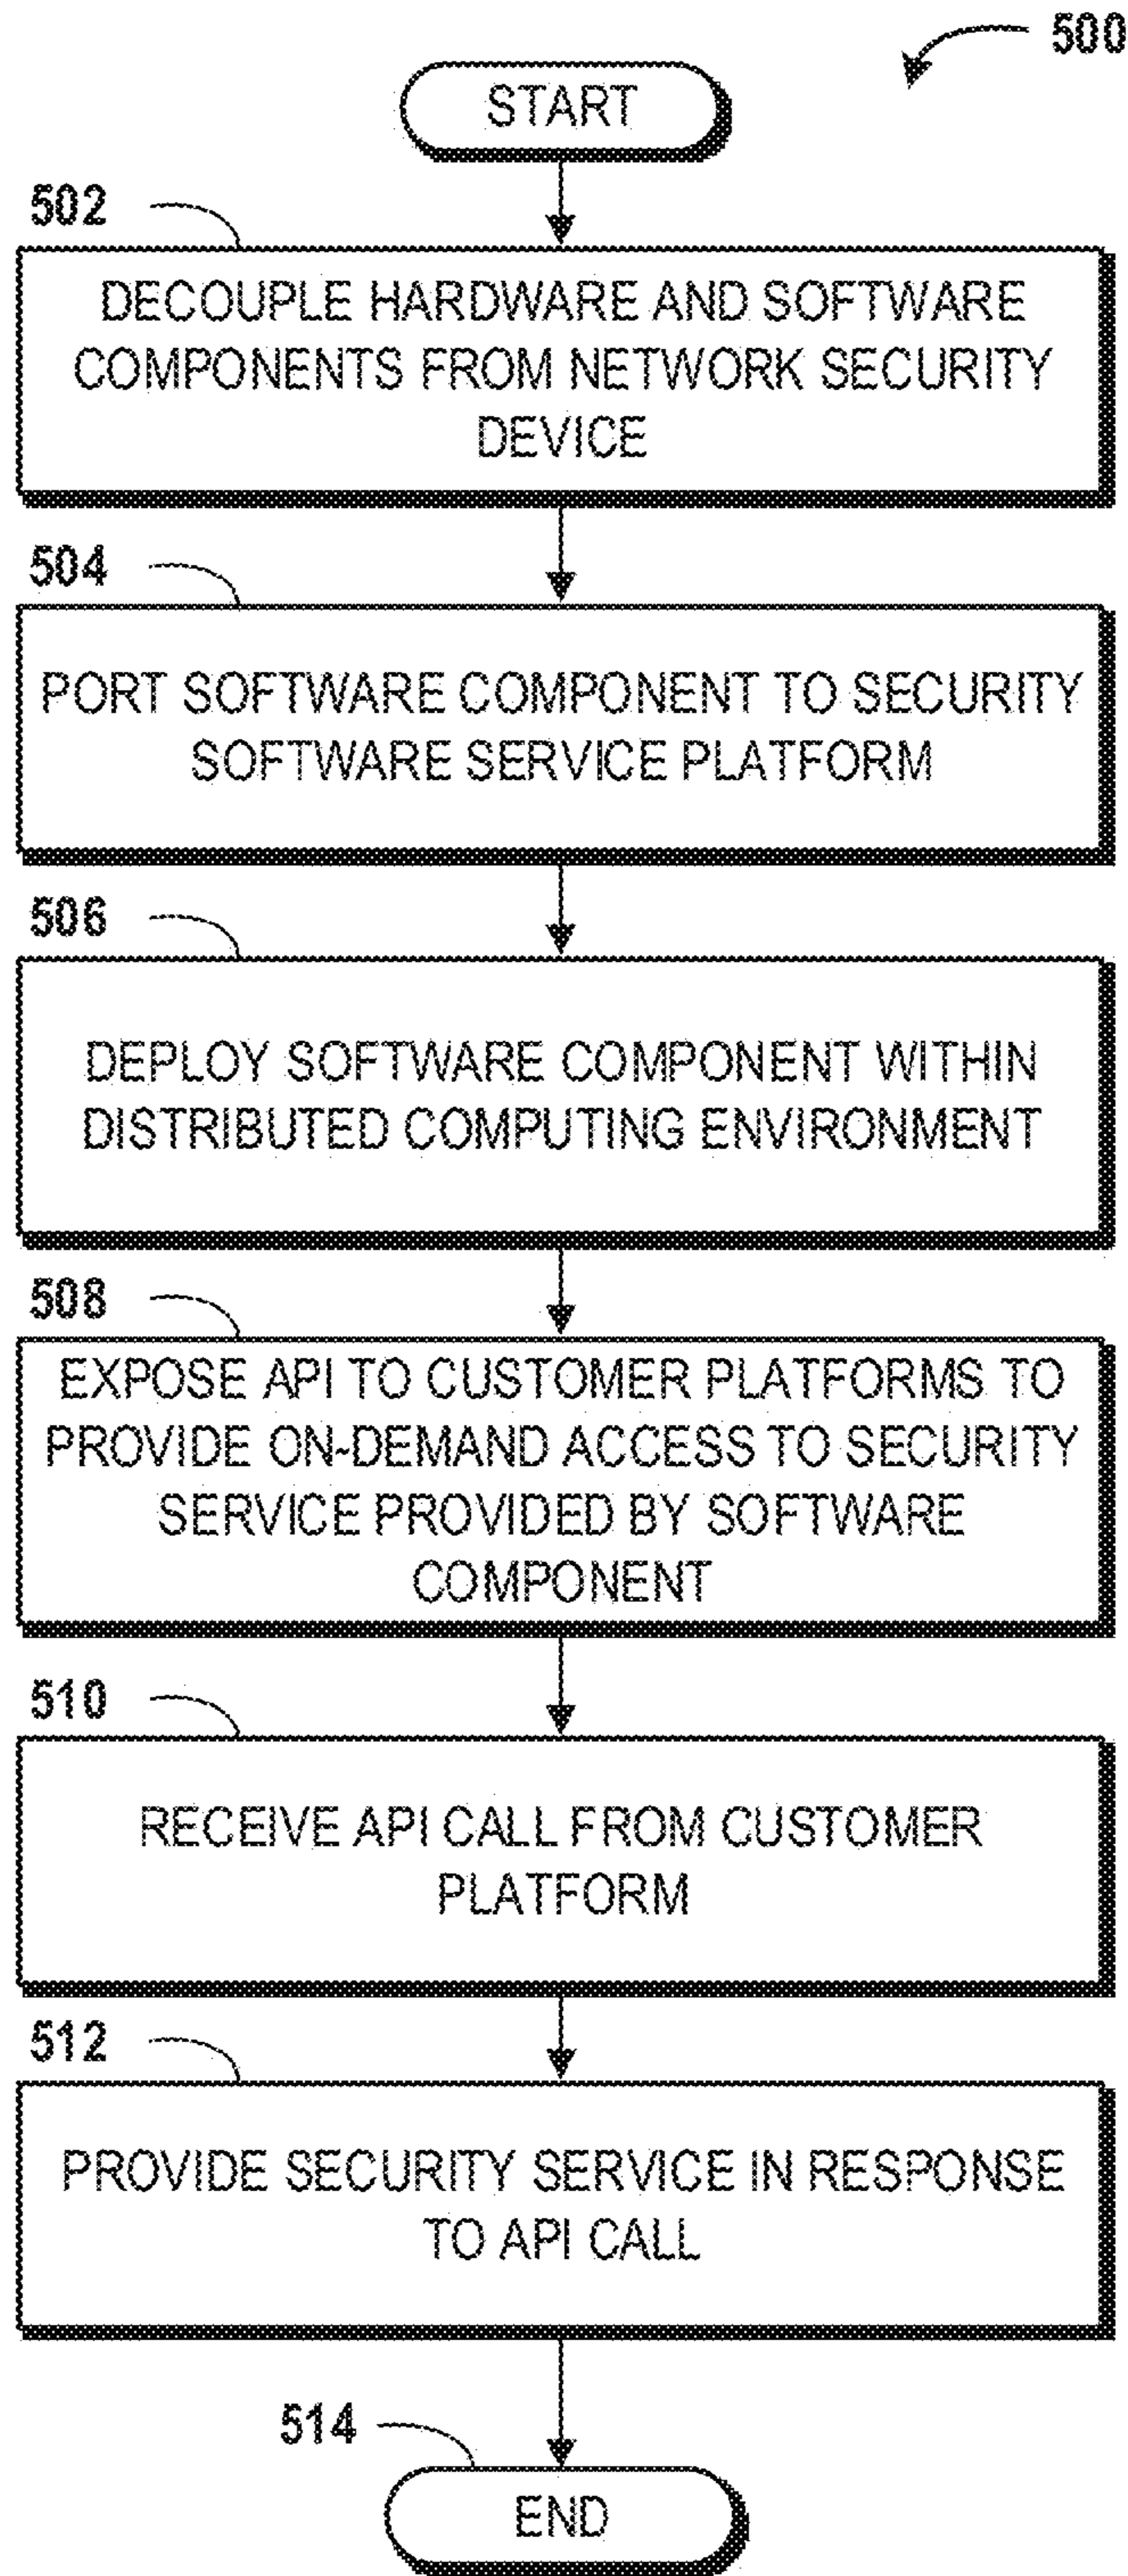 500
START
502
DECOUPLE HARDWARE AND SOFTWARE
COMPONENTS FROM NETWORK SECURITY
DEVICE
504
PORT SOFTWARE COMPONENT TO SECURITY
SOFTWARE SERVICE PLATFORM
506
DEPLOY SOFTWARE COMPONENT WITHIN
DISTRIBUTED COMPUTING ENVIRONMENT
508
EXPOSE API TO CUSTOMER PLATFORMS TO
PROVIDE ON-DEMAND ACCESS TO SECURITY
SERVICE PROVIDED BY SOFTWARE
COMPONENT
510
RECEIVE API CALL FROM CUSTOMER
PLATFORM
512
PROVIDE SECURITY SERVICE IN RESPONSE
TO API CALL
514
END